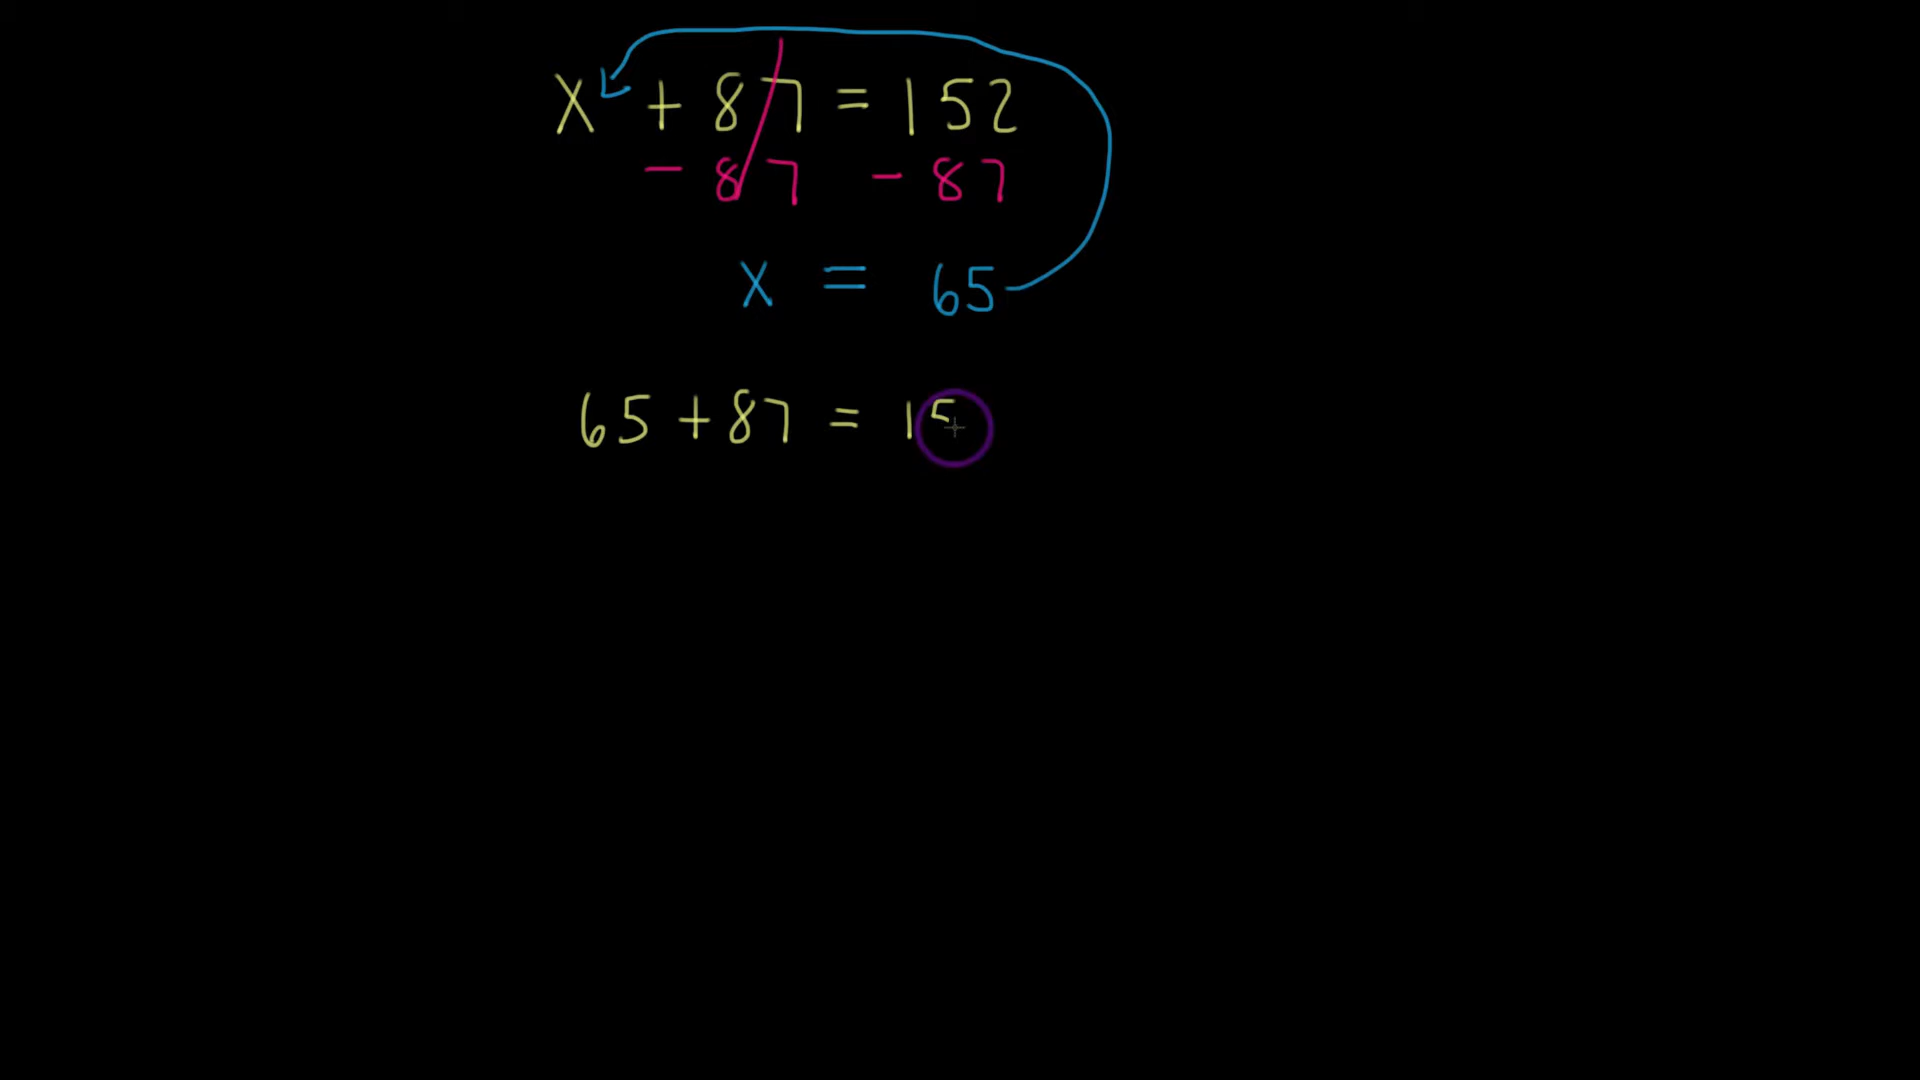 x + 87 = 152
- 87 - 87
x = 65
65 + 87 = 15